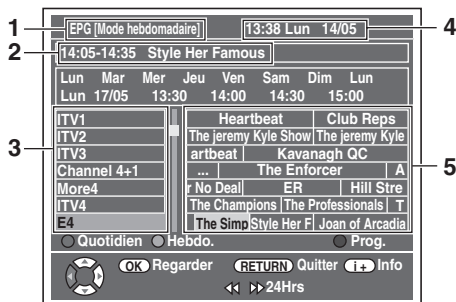 1 EPG [Mode hebdomadaire] 13:38 Lun 14/05 4
2 14:05-14:35 Style Her Famous
Lun Mar Mer Jeu Ven Sam Dim Lun
Lun 17/05 13:30 14:00 14:30 15:00
ITV1 Heartbeat Club Reps
ITV2 The jeremy Kyle Show The jeremy Kyle
3 ITV3 artbeat Kavanagh QC 5
Channel 4+1 ... The Enforcer A
More4 r No Deal ER Hill Stre
ITV4 The Champions The Professionals T
E4 The Simp Style Her F Joan of Arcadia
Quotidien Hebdo. Prog.
OK Regarder RETURN Quitter i+ Info
24Hrs